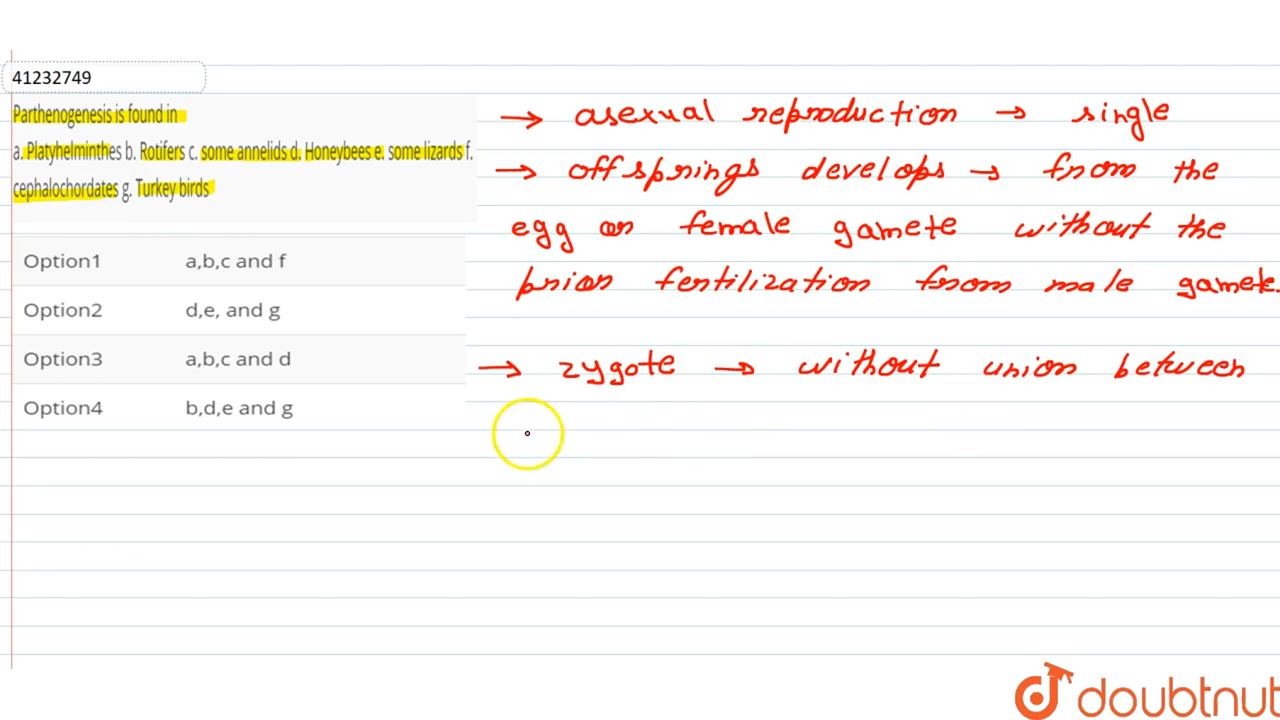 41232749
Parthenogenesis is found in
a. Platyhelminthes b. Rotifers c. some annelids d. Honeybees e. some lizards f.
cephalochordates g. Turkey birds
Option1 a,b,c and f
Option2 d,e, and g
Option3 a,b,c and d
Option4 b,d,e and g
→ asexual reproduction → single
→ offsprings develops → from the
egg or female gamete without the
prior fertilization from male gamete.
→ zygote → without union between
doubtnut